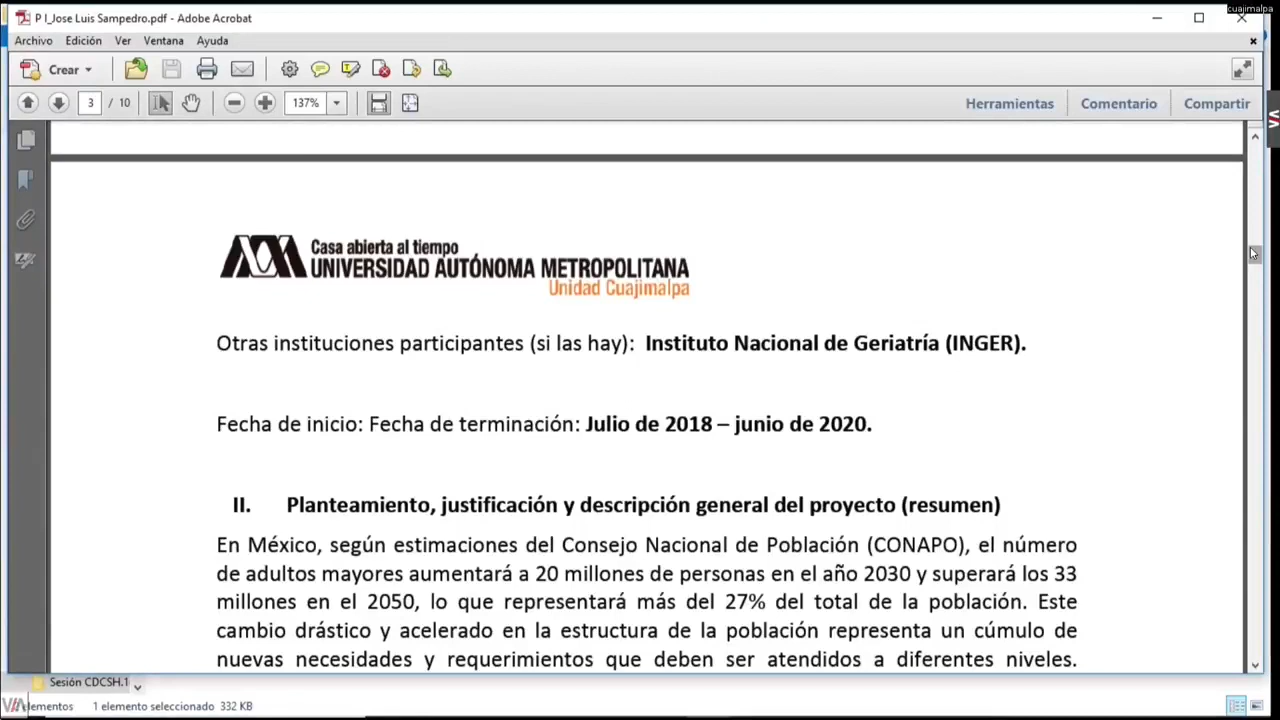 cuajimalpa
P I_Jose Luis Sampedro.pdf - Adobe Acrobat
Archivo Edición Ver Ventana Ayuda
Crear
3 / 10 137% Herramientas Comentario Compartir
Casa abierta al tiempo
UNIVERSIDAD AUTÓNOMA METROPOLITANA
Unidad Cuajimalpa
Otras instituciones participantes (si las hay): Instituto Nacional de Geriatría (INGER).
Fecha de inicio: Fecha de terminación: Julio de 2018 – junio de 2020.
II. Planteamiento, justificación y descripción general del proyecto (resumen)
En México, según estimaciones del Consejo Nacional de Población (CONAPO), el número
de adultos mayores aumentará a 20 millones de personas en el año 2030 y superará los 33
millones en el 2050, lo que representará más del 27% del total de la población. Este
cambio drástico y acelerado en la estructura de la población representa un cúmulo de
nuevas necesidades y requerimientos que deben ser atendidos a diferentes niveles.
Sesión CDCSH.1
elementos 1 elemento seleccionado 332 KB